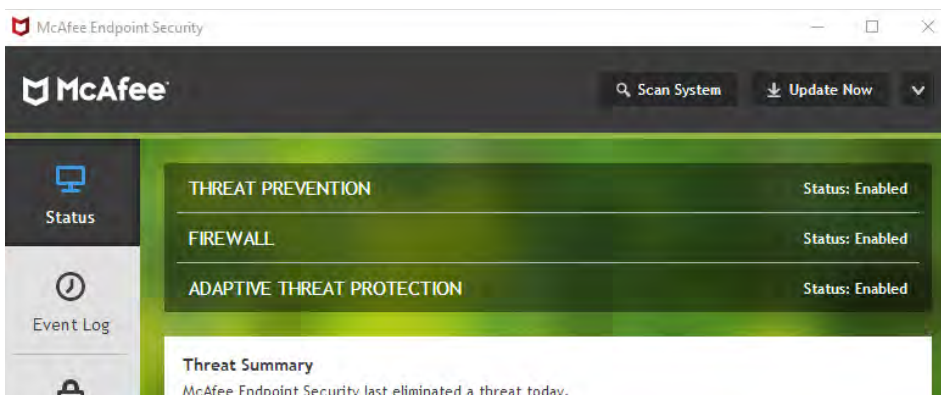 McAfee Endpoint Security
McAfee
Scan System
Update Now
Status
Event Log
THREAT PREVENTION Status: Enabled
FIREWALL Status: Enabled
ADAPTIVE THREAT PROTECTION Status: Enabled
Threat Summary
McAfee Endpoint Security last eliminated a threat today.